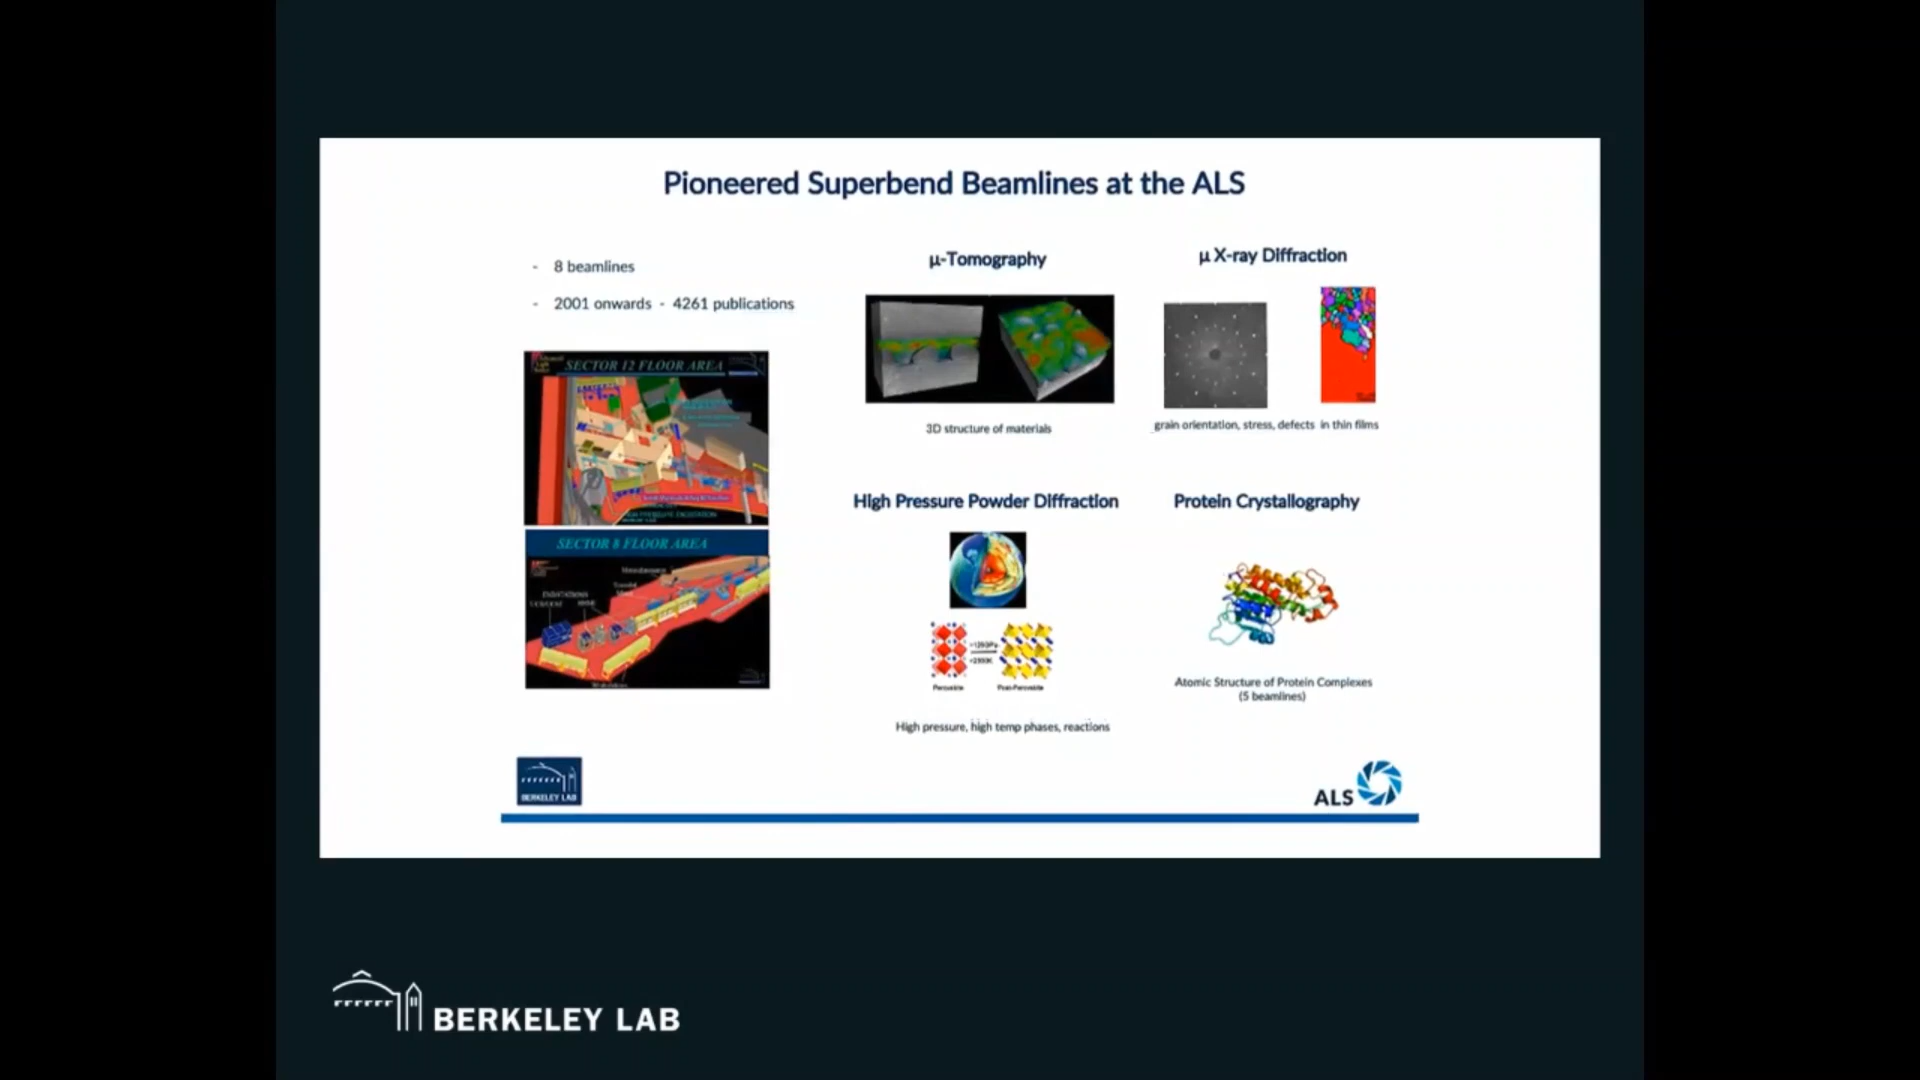 Pioneered Superbend Beamlines at the ALS
- 8 beamlines
- 2001 onwards - 4261 publications
SECTOR 12 FLOOR AREA
SECTOR 8 FLOOR AREA
μ-Tomography
3D structure of materials
μ X-ray Diffraction
grain orientation, stress, defects in thin films
High Pressure Powder Diffraction
Perovskite
Post-Perovskite
High pressure, high temp phases, reactions
Protein Crystallography
Atomic Structure of Protein Complexes
(5 beamlines)
BERKELEY LAB
ALS
BERKELEY LAB